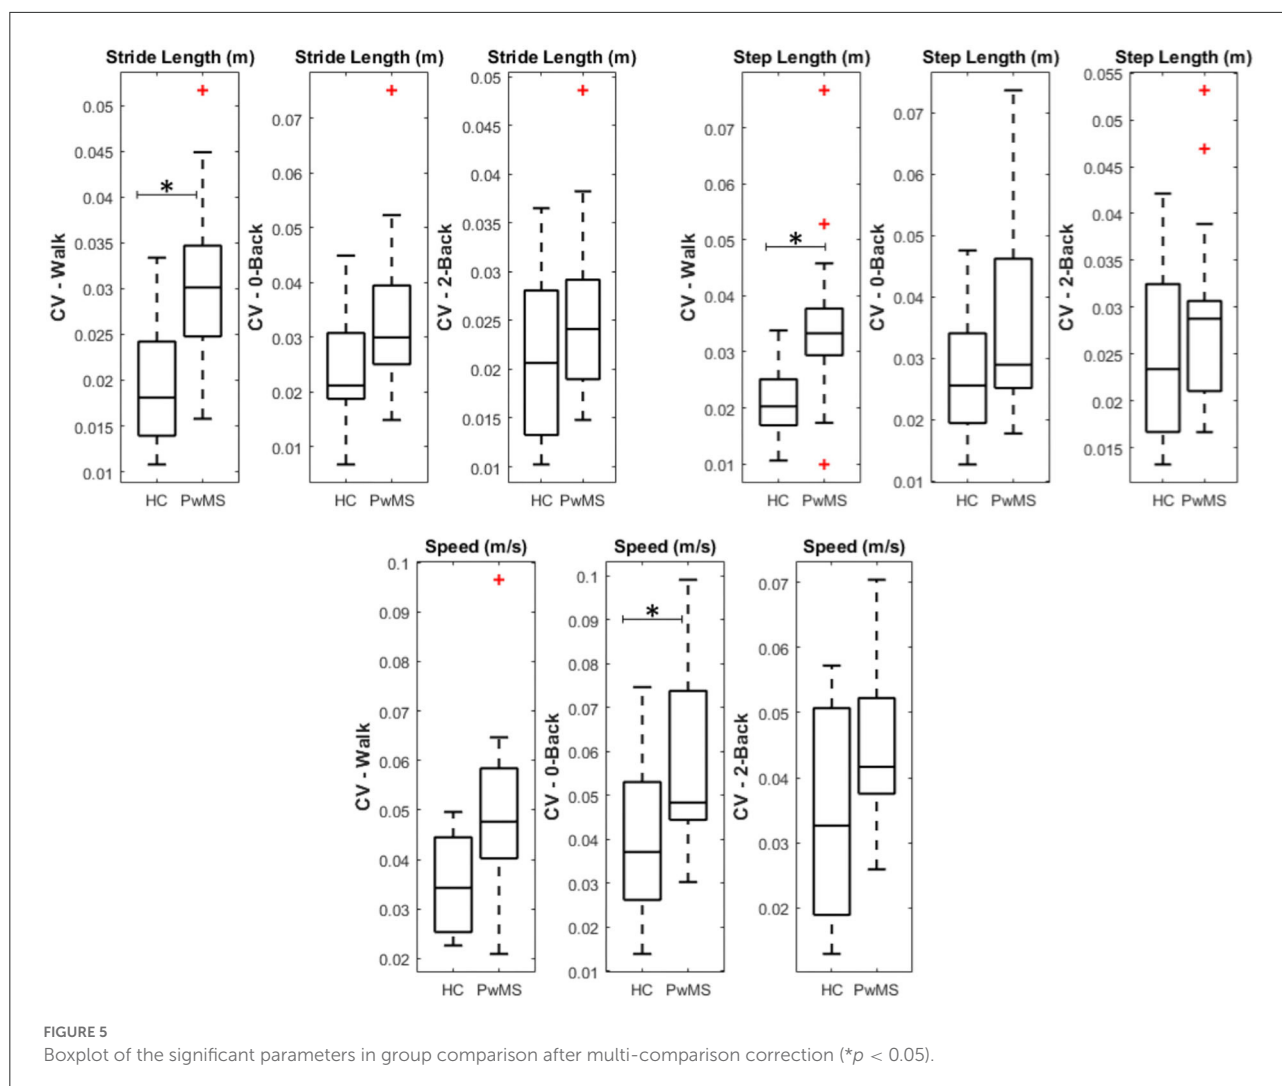 Stride Length (m)
Stride Length (m)
Stride Length (m)
Step Length (m)
Step Length (m)
Step Length (m)
CV - Walk
0.05
0.045
0.04
0.035
0.03
0.025
0.02
0.015
0.01
*
HC PwMS
CV - 0-Back
0.07
0.06
0.05
0.04
0.03
0.02
0.01
HC PwMS
CV - 2-Back
0.05
0.045
0.04
0.035
0.03
0.025
0.02
0.015
0.01
HC PwMS
CV - Walk
0.07
0.06
0.05
0.04
0.03
0.02
0.01
*
HC PwMS
CV - 0-Back
0.07
0.06
0.05
0.04
0.03
0.02
0.01
HC PwMS
CV - 2-Back
0.055
0.05
0.045
0.04
0.035
0.03
0.025
0.02
0.015
HC PwMS
Speed (m/s)
Speed (m/s)
Speed (m/s)
CV - Walk
0.1
0.09
0.08
0.07
0.06
0.05
0.04
0.03
0.02
HC PwMS
CV - 0-Back
0.1
0.09
0.08
0.07
0.06
0.05
0.04
0.03
0.02
0.01
*
HC PwMS
CV - 2-Back
0.07
0.06
0.05
0.04
0.03
0.02
HC PwMS
FIGURE 5
Boxplot of the significant parameters in group comparison after multi-comparison correction (*p < 0.05).